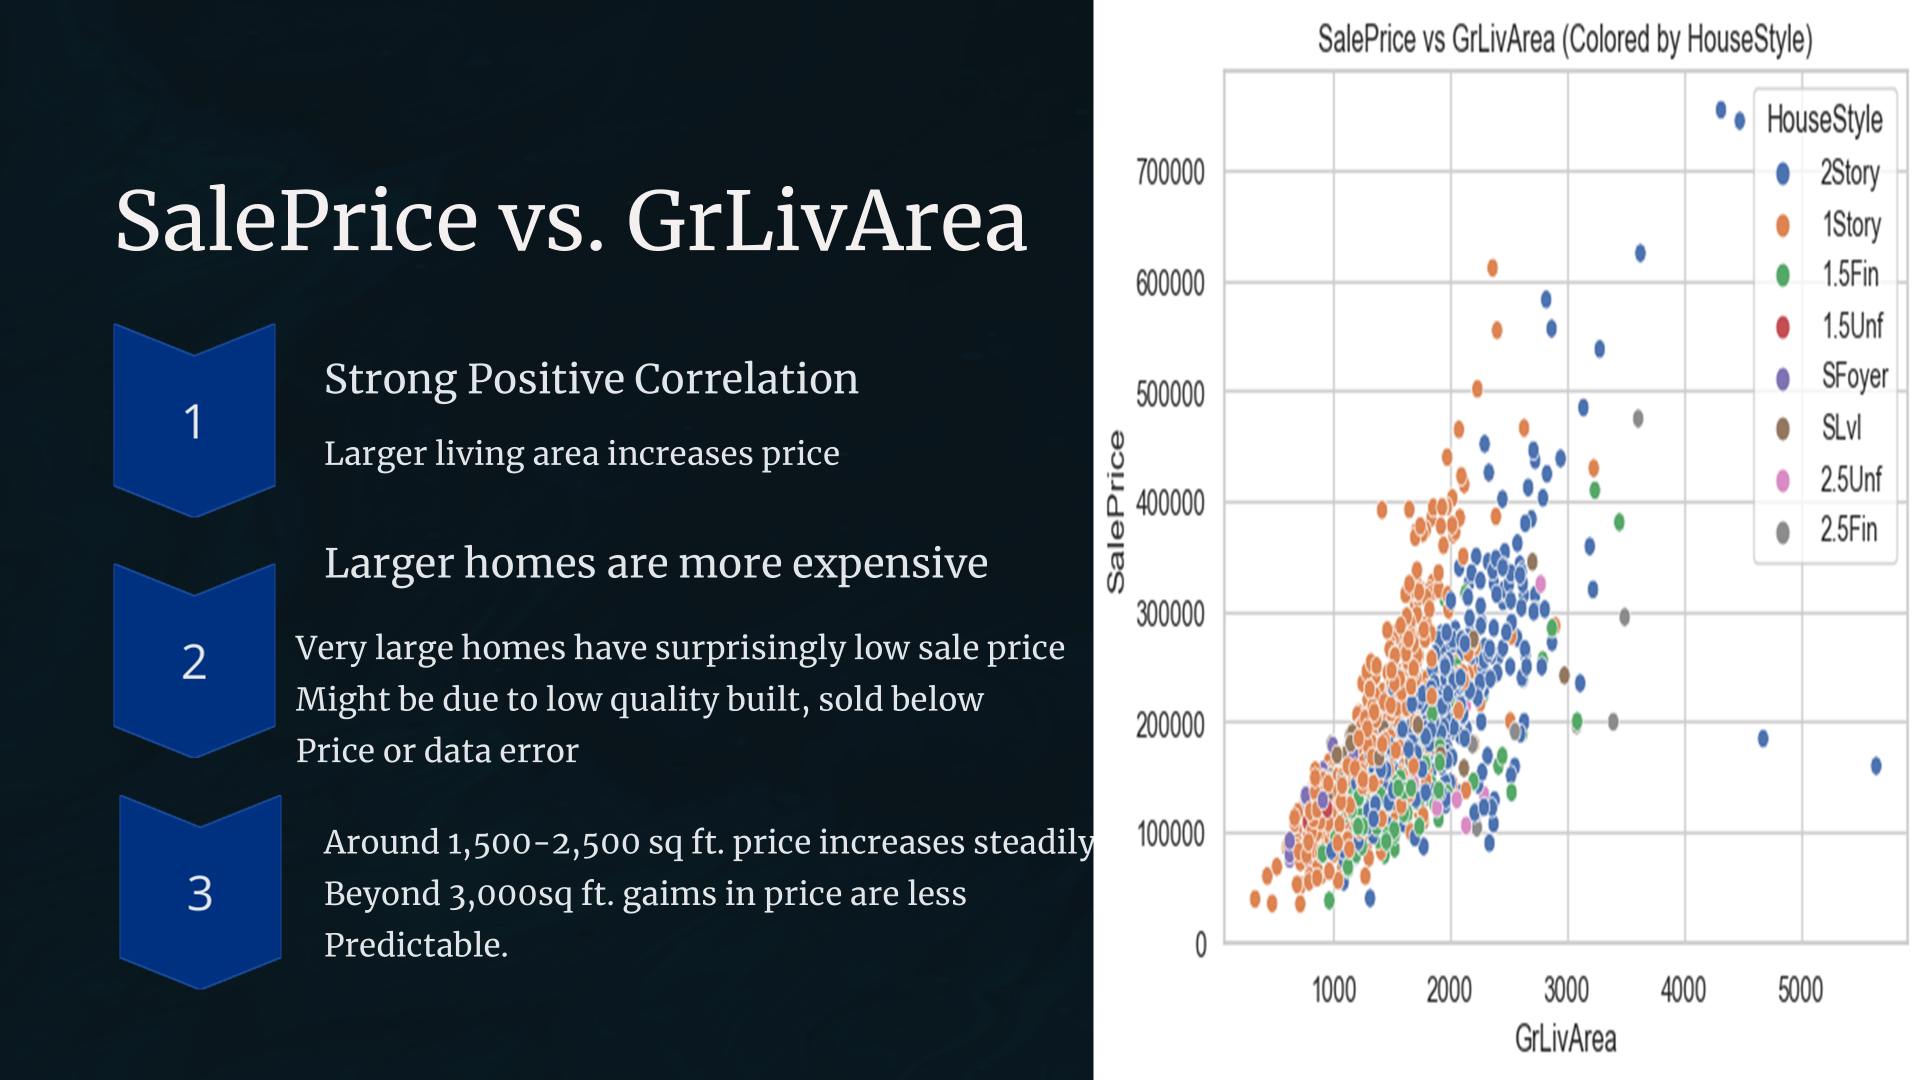 SalePrice vs. GrLivArea
1
Strong Positive Correlation
Larger living area increases price
2
Larger homes are more expensive
Very large homes have surprisingly low sale price
Might be due to low quality built, sold below
Price or data error
3
Around 1,500-2,500 sq ft. price increases steadily
Beyond 3,000sq ft. gaims in price are less
Predictable.
SalePrice vs GrLivArea (Colored by HouseStyle)
HouseStyle
2Story
1Story
1.5Fin
1.5Unf
SFoyer
SLvl
2.5Unf
2.5Fin
SalePrice
700000
600000
500000
400000
300000
200000
100000
0
1000 2000 3000 4000 5000
GrLivArea